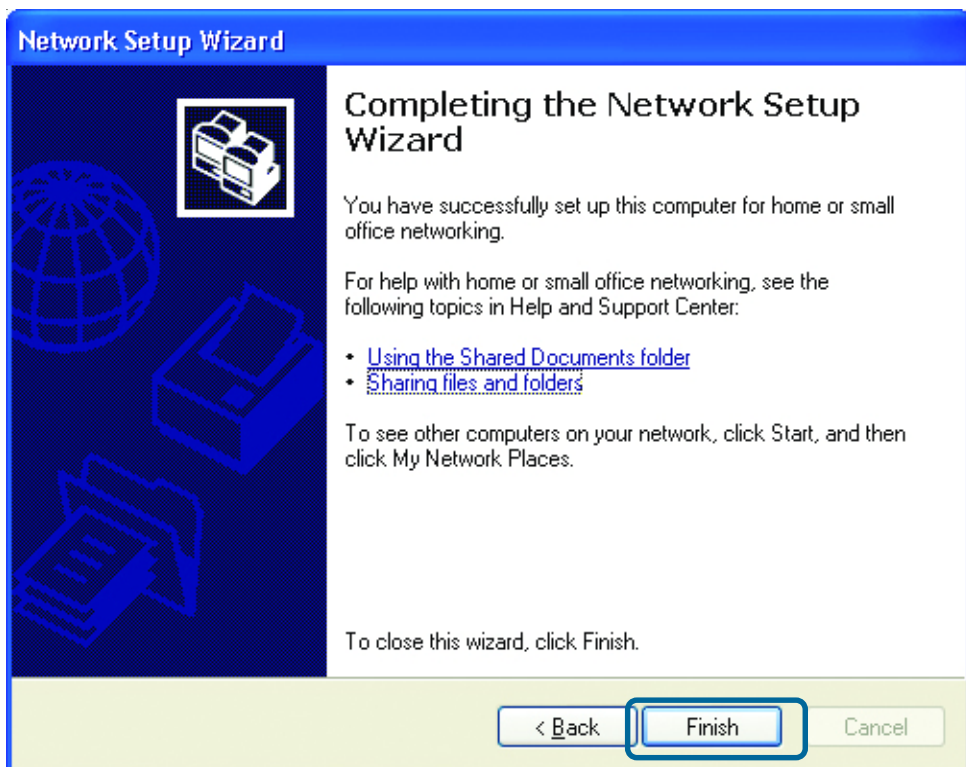 Network Setup Wizard
Completing the Network Setup
Wizard
You have successfully set up this computer for home or small
office networking.
For help with home or small office networking, see the
following topics in Help and Support Center:
• Using the Shared Documents folder
• Sharing files and folders
To see other computers on your network, click Start, and then
click My Network Places.
To close this wizard, click Finish.
< Back Finish Cancel